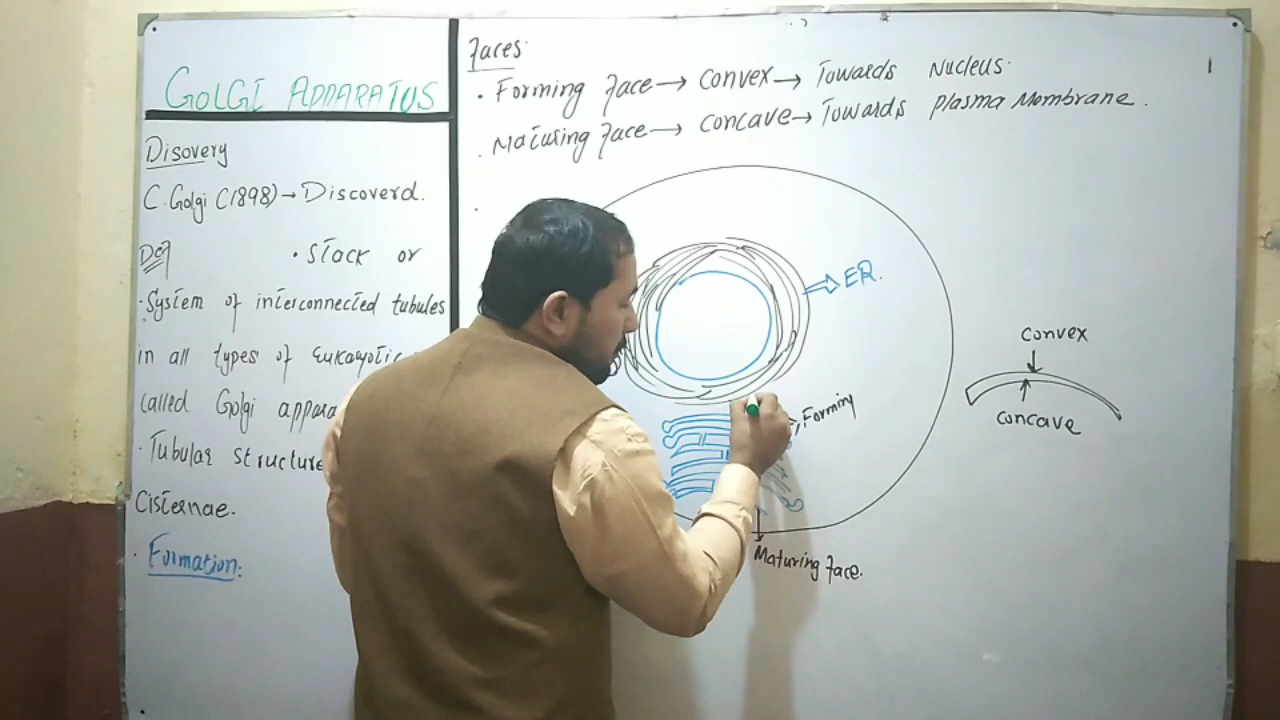 GOLGI APPARATUS
Disovery
C. Golgi (1898) → Discoverd.
Def • Stack or
• System of interconnected tubules
in all types of Eukayotic
called Golgi appara
• Tubular structure
Cisternae.
• Formation:
Faces
• Forming Face → Convex → Towards Nucleus.
• Maturing Face → Concave → Towards Plasma Membrane.
ER.
Forming
Maturing Face.
Convex
Concave